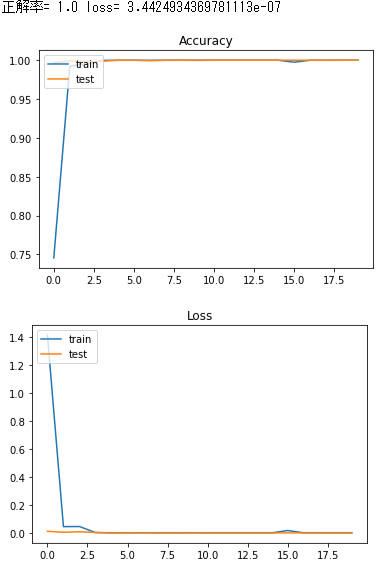 正解率= 1.0 loss= 3.4424934369781113e-07
Accuracy
train
test
1.00
0.95
0.90
0.85
0.80
0.75
0.0 2.5 5.0 7.5 10.0 12.5 15.0 17.5
Loss
train
test
1.4
1.2
1.0
0.8
0.6
0.4
0.2
0.0
0.0 2.5 5.0 7.5 10.0 12.5 15.0 17.5